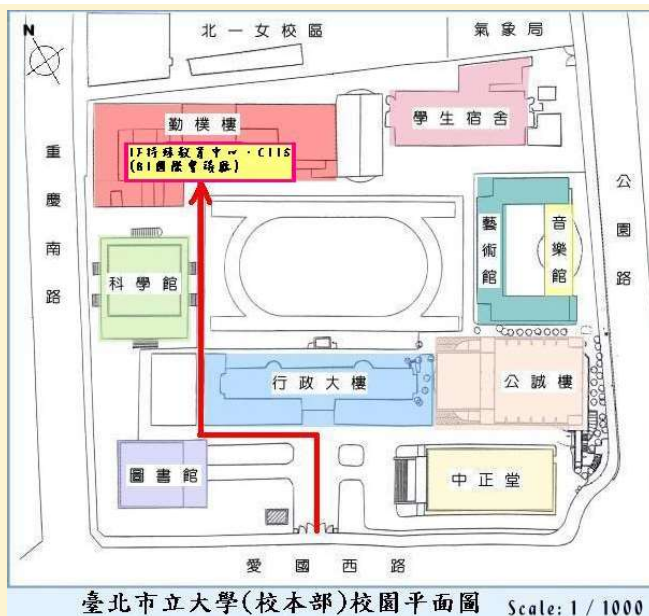 北一女校區
氣象局
N
勤樸樓
1F特殊教育中心・CIIS
(B1國際會議廳)
學生宿舍
重慶南路
公園路
藝術館
音樂館
科學館
行政大樓
公誠樓
圖書館
中正堂
愛國西路
臺北市立大學(校本部)校園平面圖 Scale: 1 / 1000